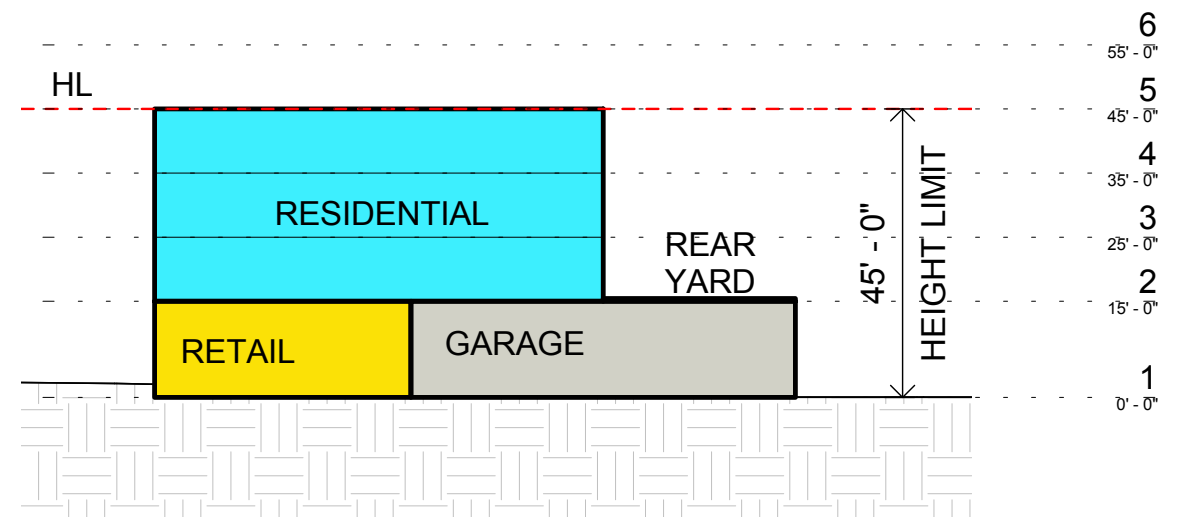 6
55' - 0"
HL
5
45' - 0"
4
35' - 0"
RESIDENTIAL
3
25' - 0"
REAR
YARD
45' - 0"
HEIGHT LIMIT
2
15' - 0"
RETAIL
GARAGE
1
0' - 0"